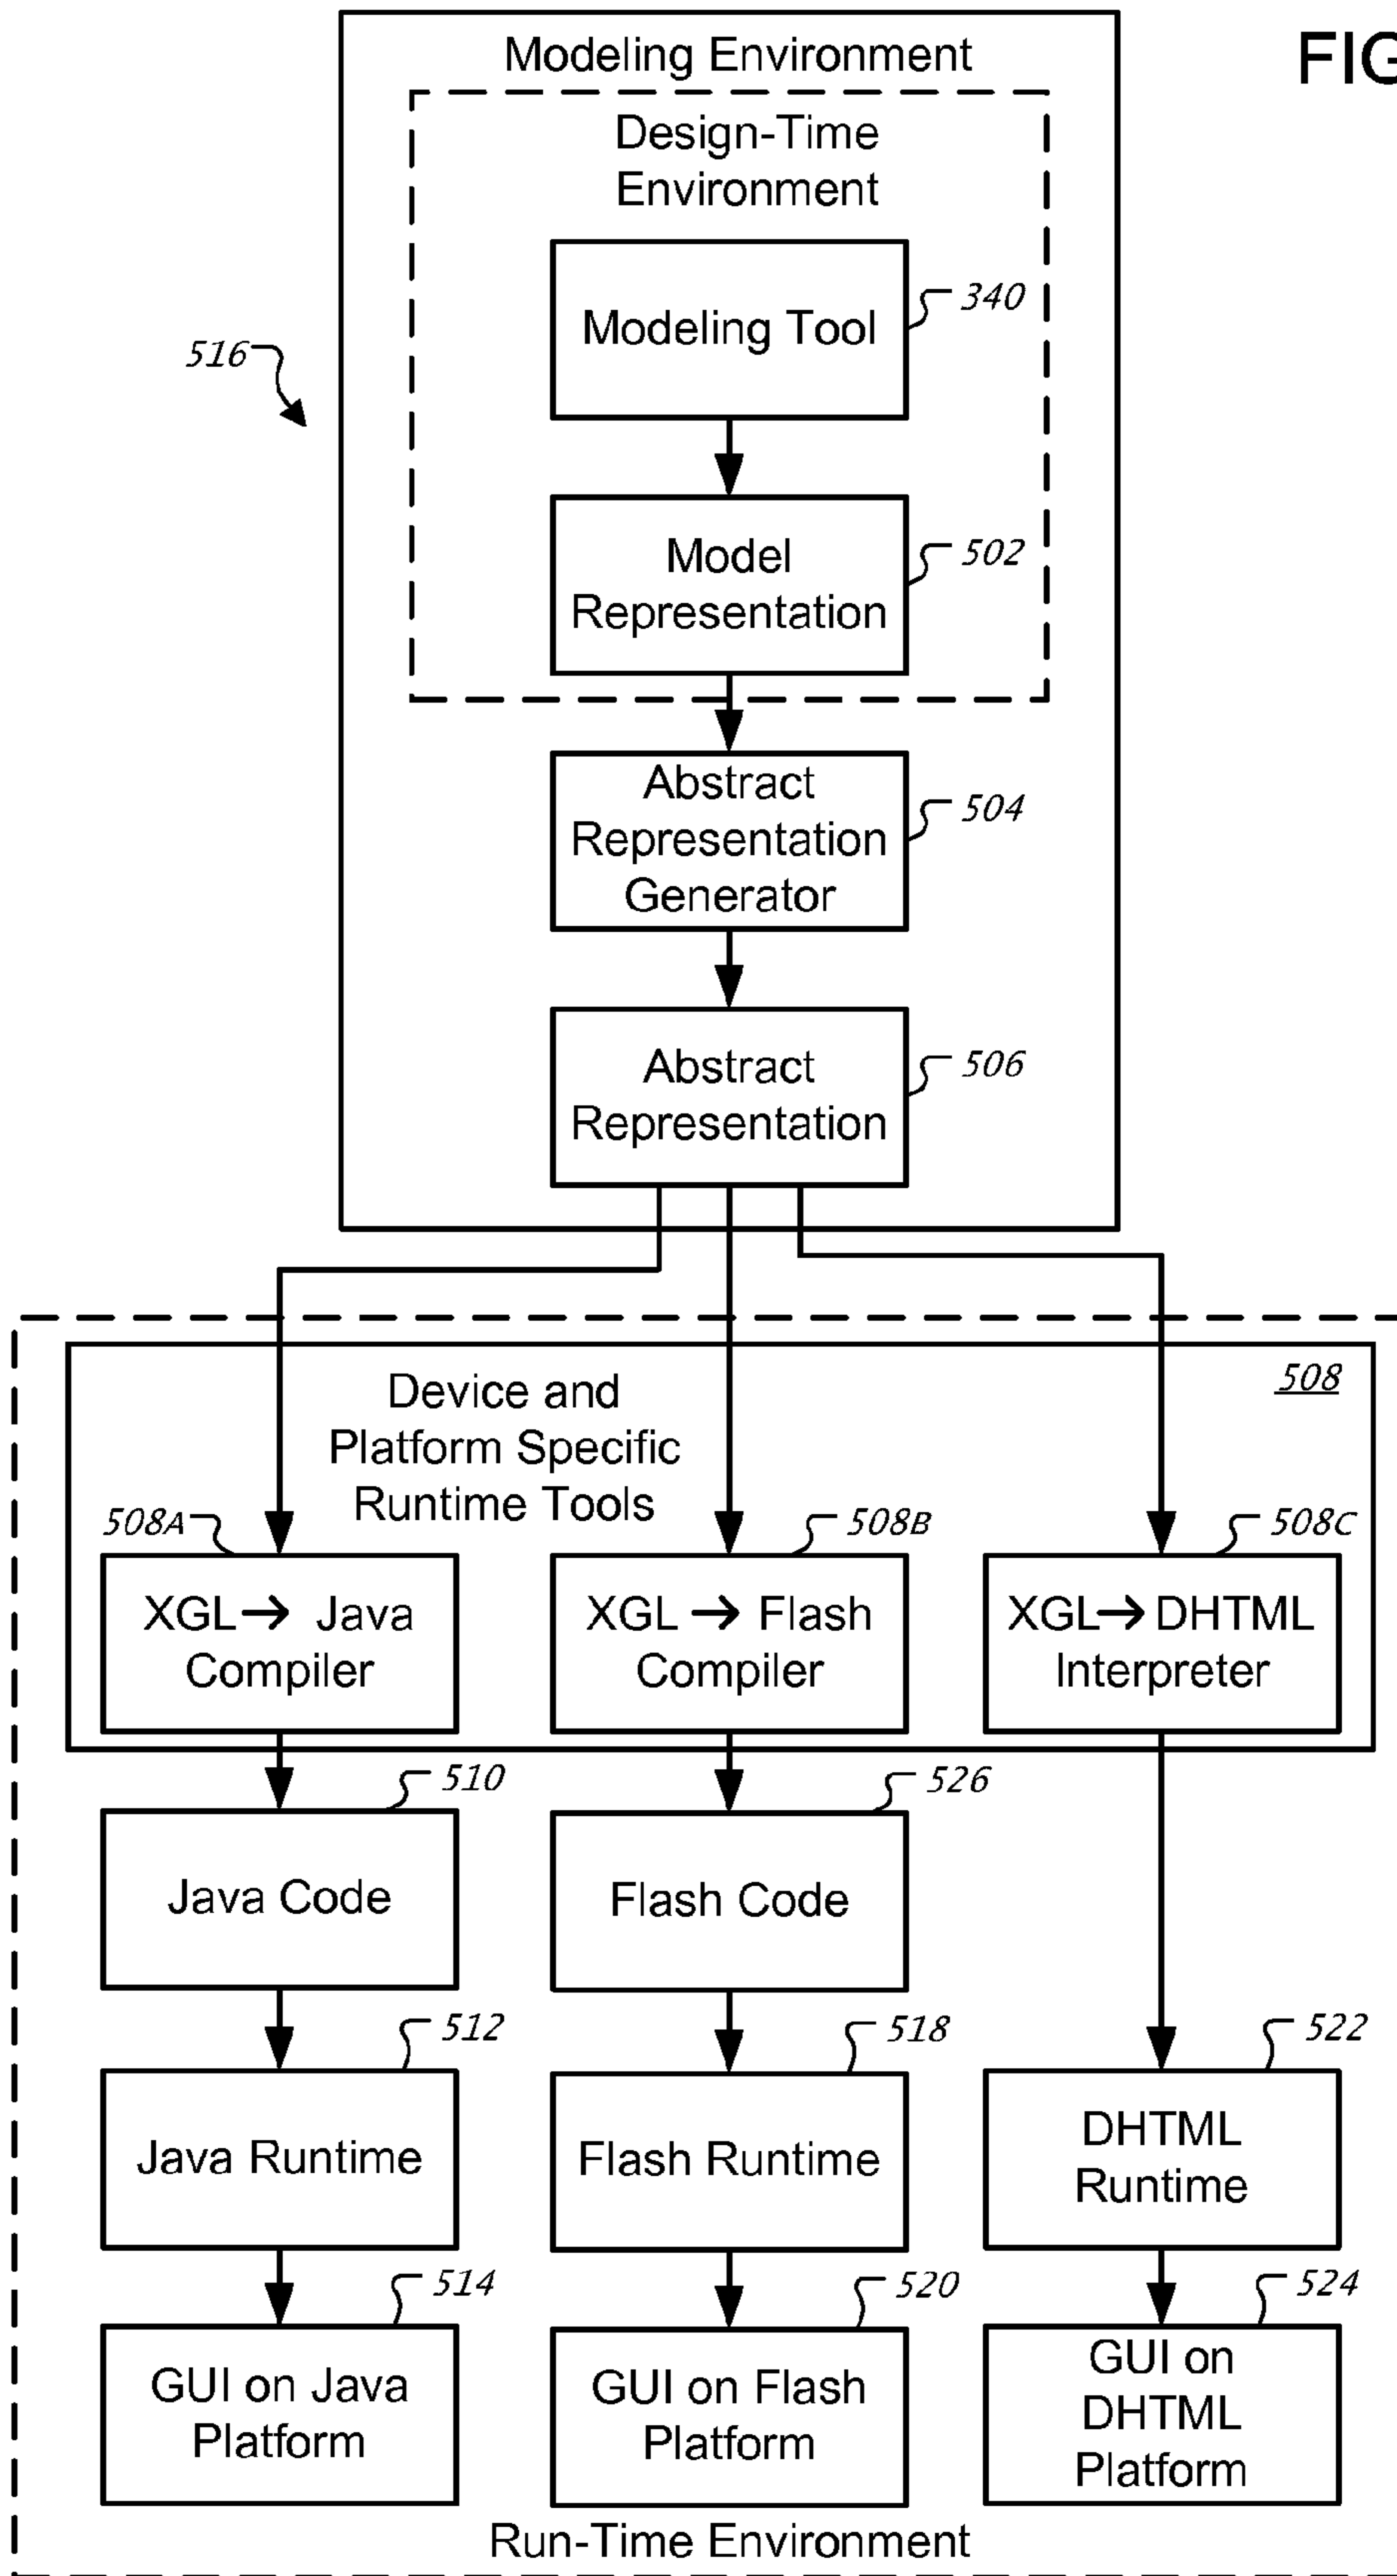 Modeling Environment
FIG
Design-Time
Environment
Modeling Tool
340
516
Model
Representation
502
Abstract
Representation
Generator
504
Abstract
Representation
506
Device and
Platform Specific
Runtime Tools
508
508A
508B
508C
XGL→ Java
Compiler
XGL → Flash
Compiler
XGL→DHTML
Interpreter
510
526
Java Code
Flash Code
512
518
522
Java Runtime
Flash Runtime
DHTML
Runtime
514
520
524
GUI on Java
Platform
GUI on Flash
Platform
GUI on
DHTML
Platform
Run-Time Environment